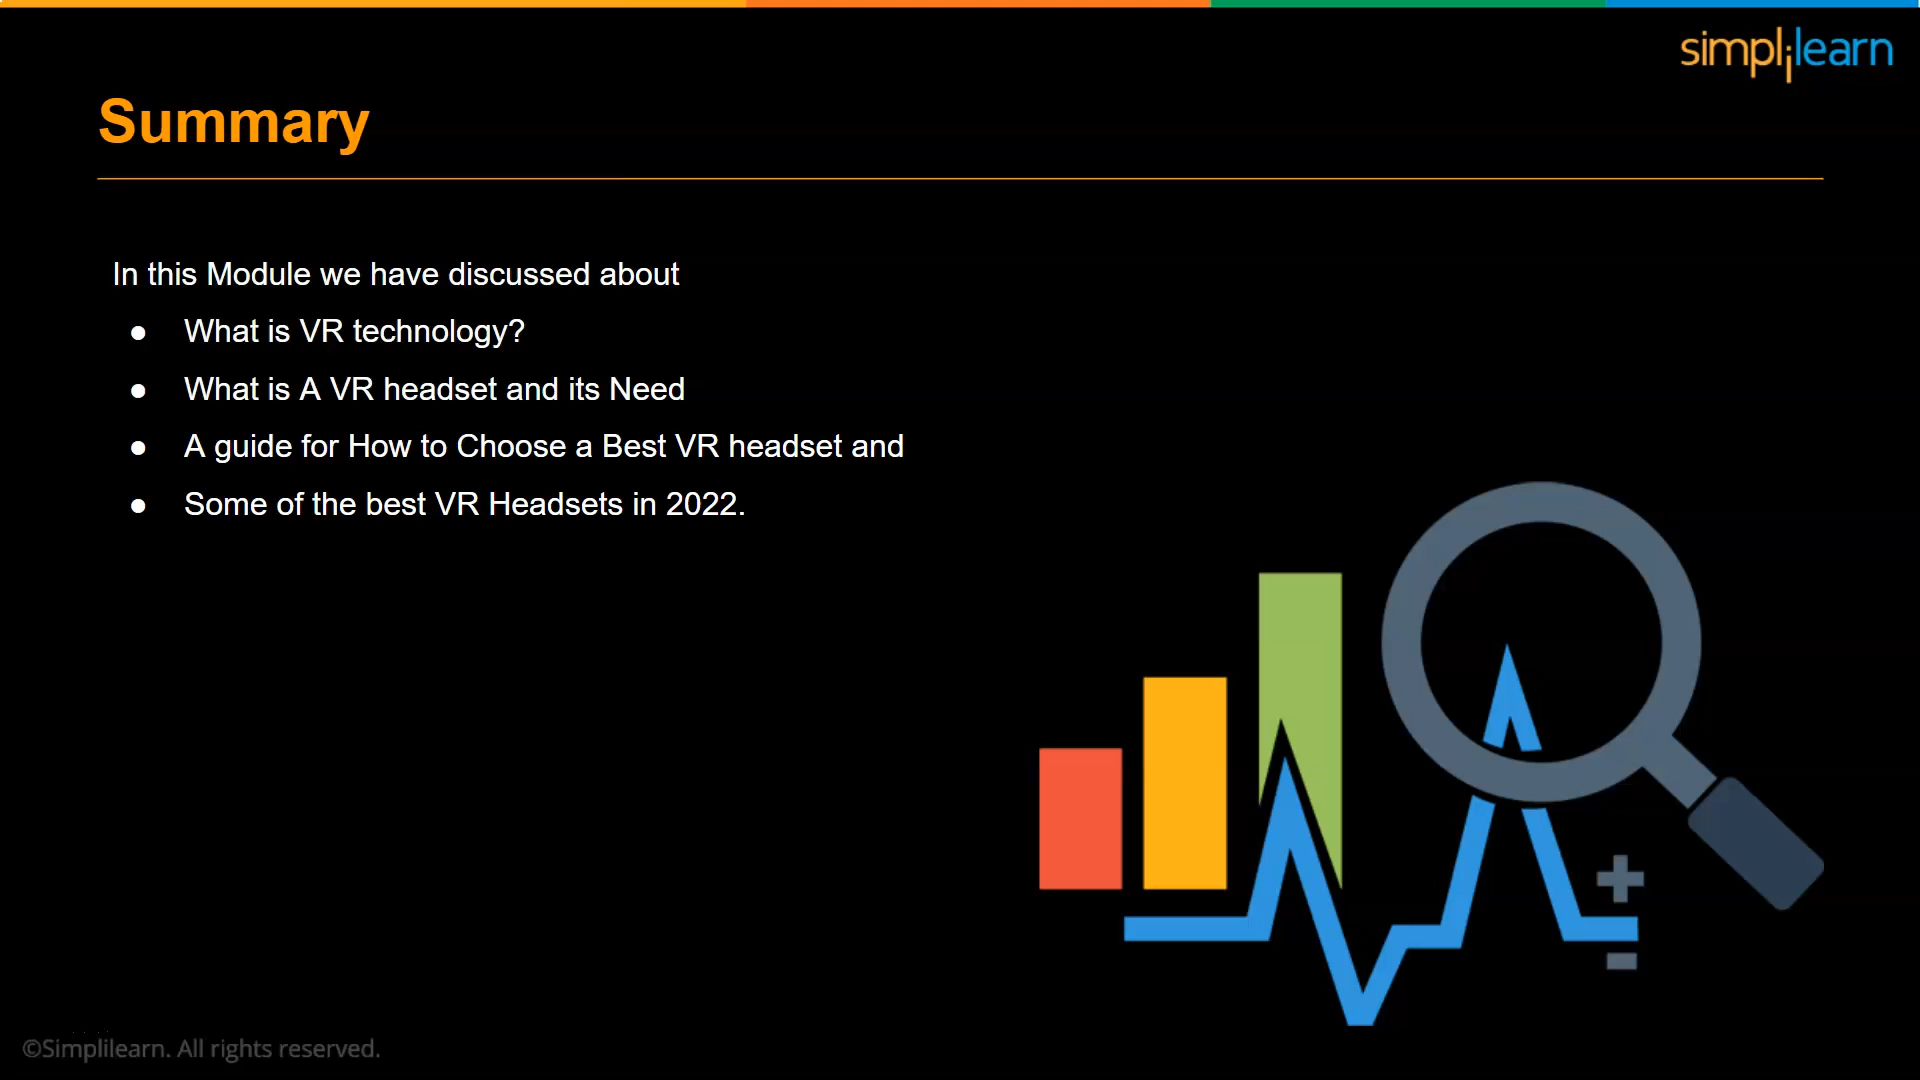 simplilearn
Summary
In this Module we have discussed about
● What is VR technology?
● What is A VR headset and its Need
● A guide for How to Choose a Best VR headset and
● Some of the best VR Headsets in 2022.
©Simplilearn. All rights reserved.